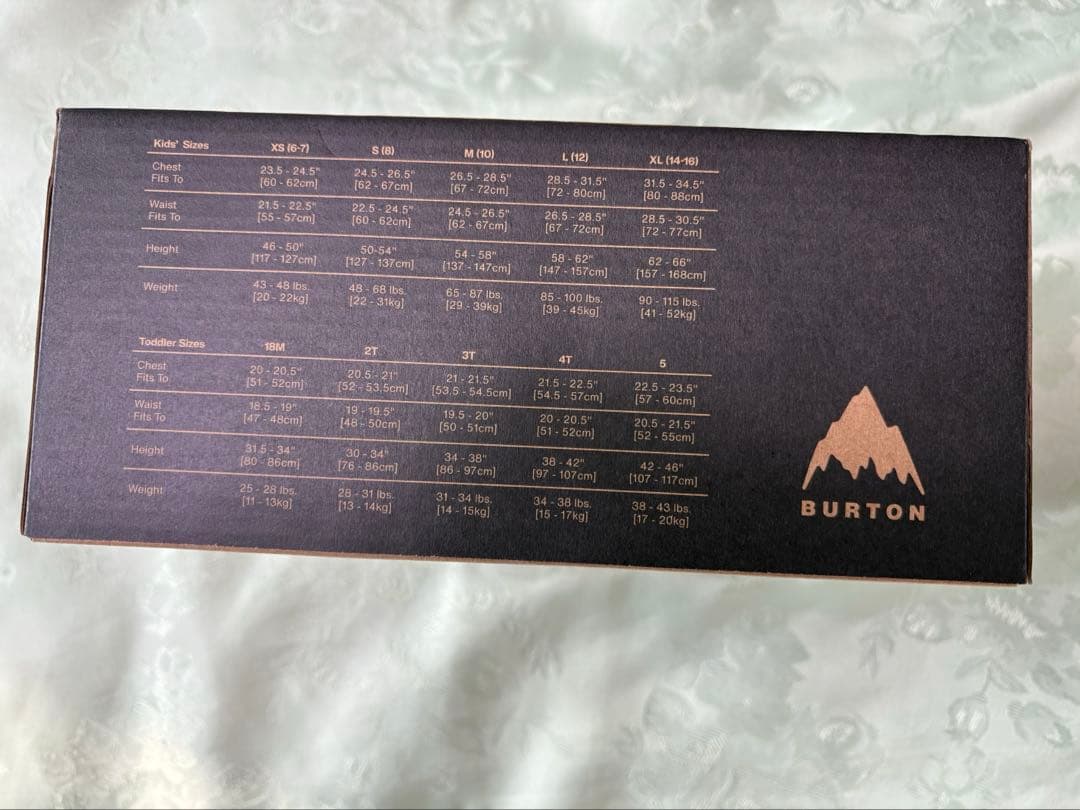 Kids' Sizes XS (6-7) S (8) M (10) L (12) XL (14-16)
Chest 23.5 - 24.5" 24.5 - 26.5" 26.5 - 28.5" 28.5 - 31.5" 31.5 - 34.5"
Fits To [60 - 62cm] [62 - 67cm] [67 - 72cm] [72 - 80cm] [80 - 88cm]
Waist 21.5 - 22.5" 22.5 - 24.5" 24.5 - 26.5" 26.5 - 28.5" 28.5 - 30.5"
Fits To [55 - 57cm] [60 - 62cm] [62 - 67cm] [67 - 72cm] [72 - 77cm]
Height 46 - 50" 50-54" 54 - 58" 58 - 62" 62 - 66"
[117 - 127cm] [127 - 137cm] [137 - 147cm] [147 - 157cm] [157 - 168cm]
Weight 43 - 48 lbs. 48 - 68 lbs. 65 - 87 lbs. 85 - 100 lbs. 90 - 115 lbs.
[20 - 22kg] [22 - 31kg] [29 - 39kg] [39 - 45kg] [41 - 52kg]
Toddler Sizes 18M 2T 3T 4T 5
Chest 20 - 20.5" 20.5 - 21" 21 - 21.5" 21.5 - 22.5" 22.5 - 23.5"
Fits To [51- 52cm] [52 - 53.5cm] [53.5 - 54.5cm] [54.5 - 57cm] [57 - 60cm]
Waist 18.5 - 19" 19 - 19.5" 19.5 - 20" 20 - 20.5" 20.5 - 21.5"
Fits To [47 - 48cm] [48 - 50cm] [50 - 51cm] [51 - 52cm] [52 - 55cm]
Height 31.5 - 34" 30 - 34" 34 - 38" 38 - 42" 42 - 46"
[80 - 86cm] [76 - 86cm] [86 - 97cm] [97 - 107cm] [107 - 117cm]
Weight 25 - 28 lbs. 28 - 31 lbs. 31 - 34 lbs. 34 - 38 lbs. 38 - 43 lbs.
[11 - 13kg] [13 - 14kg] [14 - 15kg] [15 - 17kg] [17 - 20kg]
BURTON